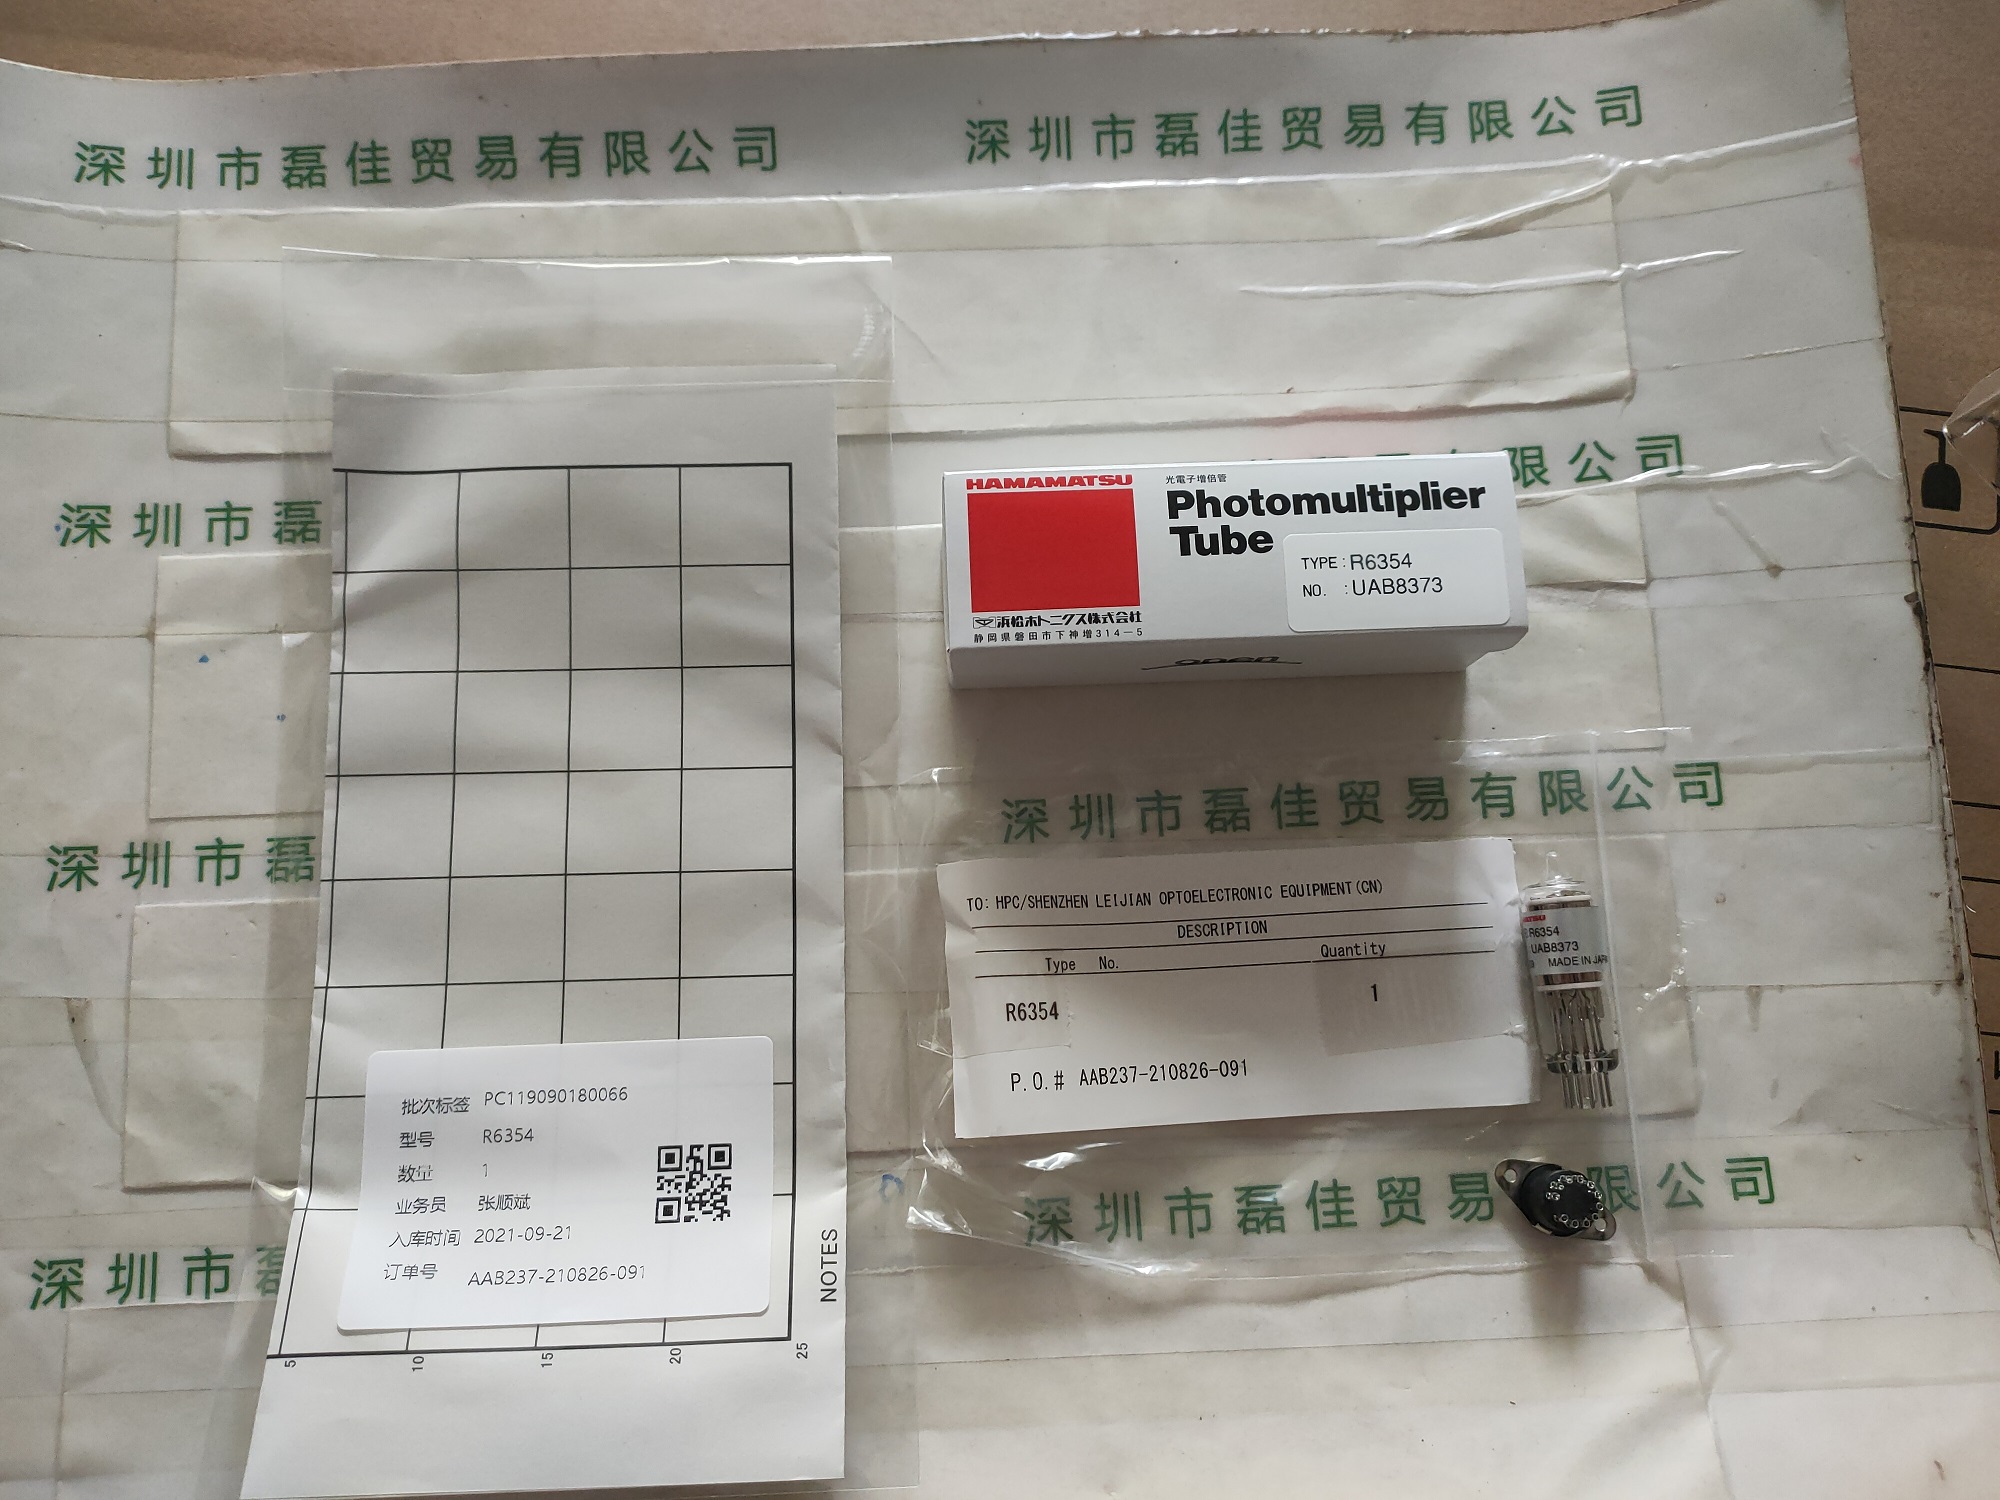 深圳市磊佳贸易有限公司
深圳市磊佳贸易有限公司
深圳市磊
限公司
HAMAMATSU
光電子増倍管
Photomultiplier
Tube
TYPE : R6354
NO. : UAB8373
浜松ホトニクス株式会社
静岡県磐田市下神増314-5
open
深圳市磊
深圳市磊佳贸易有限公司
TO: HPC/SHENZHEN LEIJIAN OPTOELECTRONIC EQUIPMENT(CN)
DESCRIPTION
Type No. Quantity
R6354 1
P.O.# AAB237-210826-091
R6354
UAB8373
MADE IN JAPA
批次标签 PC119090180066
型号 R6354
数量 1
业务员 张顺斌
入库时间 2021-09-21
订单号 AAB237-210826-091
NOTES
5 10 15 20 25
深圳市
深圳市磊佳贸易 限公司